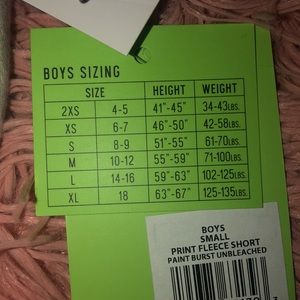 BOYS SIZING
SIZE HEIGHT WEIGHT
2XS 4-5 41"-45" 34-43LBS.
XS 6-7 46"-50" 42-58LBS.
S 8-9 51"-55" 61-70LBS.
M 10-12 55"-59" 71-100LBS.
L 14-16 59"-63" 102-125LBS.
XL 18 63"-67" 125-135LBS.
BOYS
SMALL
PRINT FLEECE SHORT
PAINT BURST UNBLEACHED